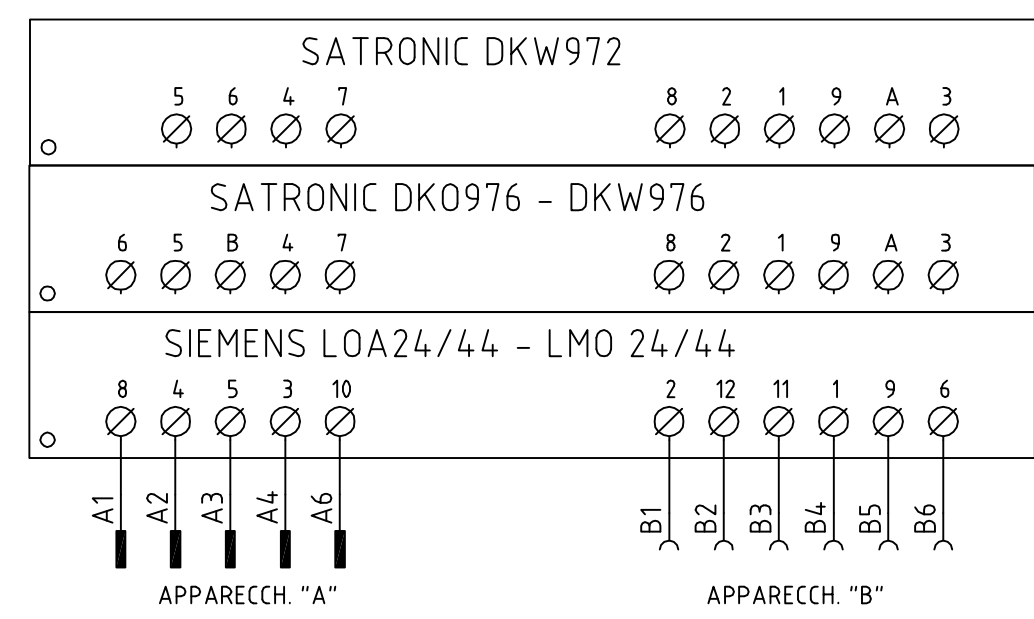 SATRONIC DKW972
5 6 4 7 8 2 1 9 A 3
SATRONIC DKO976 - DKW976
6 5 B 4 7 8 2 1 9 A 3
SIEMENS LOA24/44 - LMO 24/44
8 4 5 3 10 2 12 11 1 9 6
A1 A2 A3 A4 A6 B1 B2 B3 B4 B5 B6
APPARECCH. "A" APPARECCH. "B"